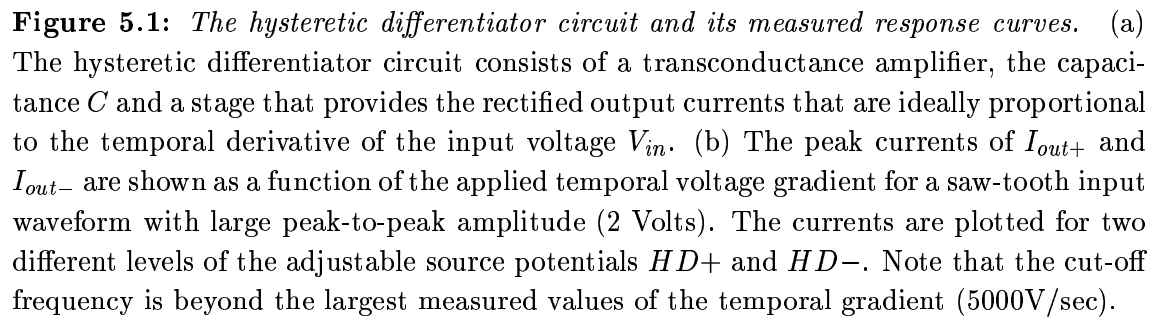 Figure 5.1: The hysteretic differentiator circuit and its measured response curves. (a)
The hysteretic differentiator circuit consists of a transconductance amplifier, the capaci-
tance C and a stage that provides the rectified output currents that are ideally proportional
to the temporal derivative of the input voltage Vin. (b) The peak currents of Iout+ and
Iout− are shown as a function of the applied temporal voltage gradient for a saw-tooth input
waveform with large peak-to-peak amplitude (2 Volts). The currents are plotted for two
different levels of the adjustable source potentials HD+ and HD−. Note that the cut-off
frequency is beyond the largest measured values of the temporal gradient (5000V/sec).